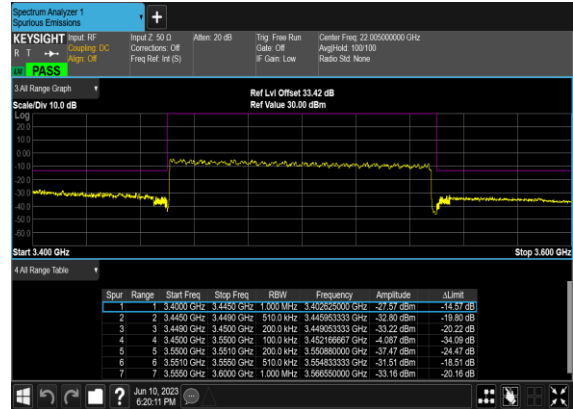 Spectrum Analyzer 1
Spurious Emissions
KEYSIGHT Input: RF Input Z: 50 Ω Atten: 20 dB Trig: Free Run Center Freq: 22.005000000 GHz
R T Coupling: DC Corrections: Off Gate: Off Avg|Hold: 100/100
Align: Off Freq Ref: Int (S) IF Gain: Low Radio Std: None
PASS
3 All Range Graph
Ref Lvl Offset 33.42 dB
Scale/Div 10.0 dB Ref Value 30.00 dBm
Log
20.0
10.0
0.00
-10.0
-20.0
-30.0
-40.0
-50.0
-60.0
Start 3.400 GHz Stop 3.600 GHz
4 All Range Table
Spur Range Start Freq Stop Freq RBW Frequency Amplitude ΔLimit
1 1 3.4000 GHz 3.4450 GHz 1.000 MHz 3.402625000 GHz -27.57 dBm -14.57 dB
2 2 3.4450 GHz 3.4490 GHz 510.0 kHz 3.445953333 GHz -32.80 dBm -19.80 dB
3 3 3.4490 GHz 3.4500 GHz 200.0 kHz 3.449053333 GHz -33.22 dBm -20.22 dB
4 4 3.4500 GHz 3.5500 GHz 100.0 kHz 3.452166667 GHz -4.087 dBm -34.09 dB
5 5 3.5500 GHz 3.5510 GHz 200.0 kHz 3.550880000 GHz -37.47 dBm -24.47 dB
6 6 3.5510 GHz 3.5550 GHz 510.0 kHz 3.554833333 GHz -31.51 dBm -18.51 dB
7 7 3.5550 GHz 3.6000 GHz 1.000 MHz 3.566550000 GHz -33.16 dBm -20.16 dB
Jun 10, 2023
6:20:11 PM